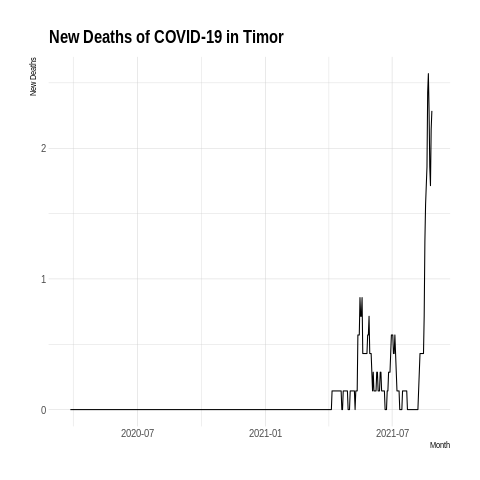 New Deaths of COVID-19 in Timor
New Deaths
2
1
0
2020-07
2021-01
2021-07
Month